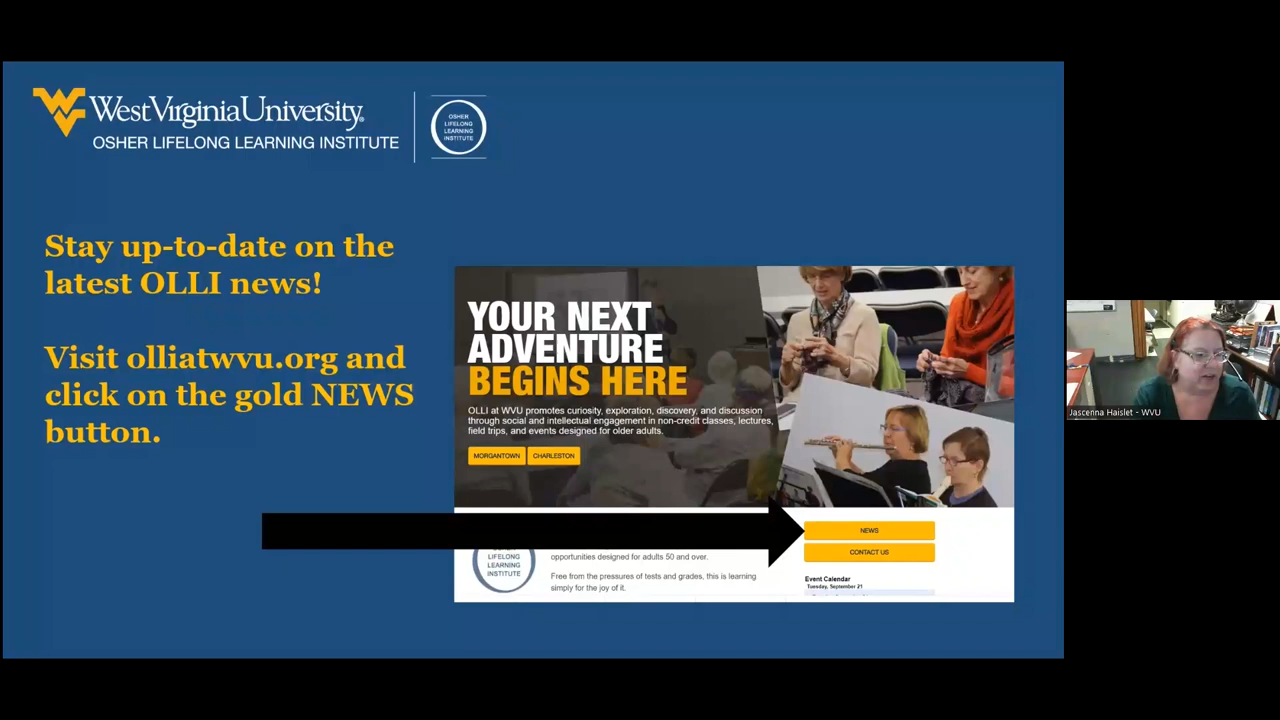 WestVirginiaUniversity®
OSHER LIFELONG LEARNING INSTITUTE
OSHER
LIFELONG
LEARNING
INSTITUTE
Stay up-to-date on the
latest OLLI news!
Visit olliatwvu.org and
click on the gold NEWS
button.
YOUR NEXT
ADVENTURE
BEGINS HERE
OLLI at WVU promotes curiosity, exploration, discovery, and discussion
through social and intellectual engagement in non-credit classes, lectures,
field trips, and events designed for older adults.
MORGANTOWN
CHARLESTON
NEWS
CONTACT US
LIFELONG
LEARNING
INSTITUTE
opportunities designed for adults 50 and over.
Free from the pressures of tests and grades, this is learning
simply for the joy of it.
Event Calendar
Tuesday, September 21
Jascenna Haislet - WVU